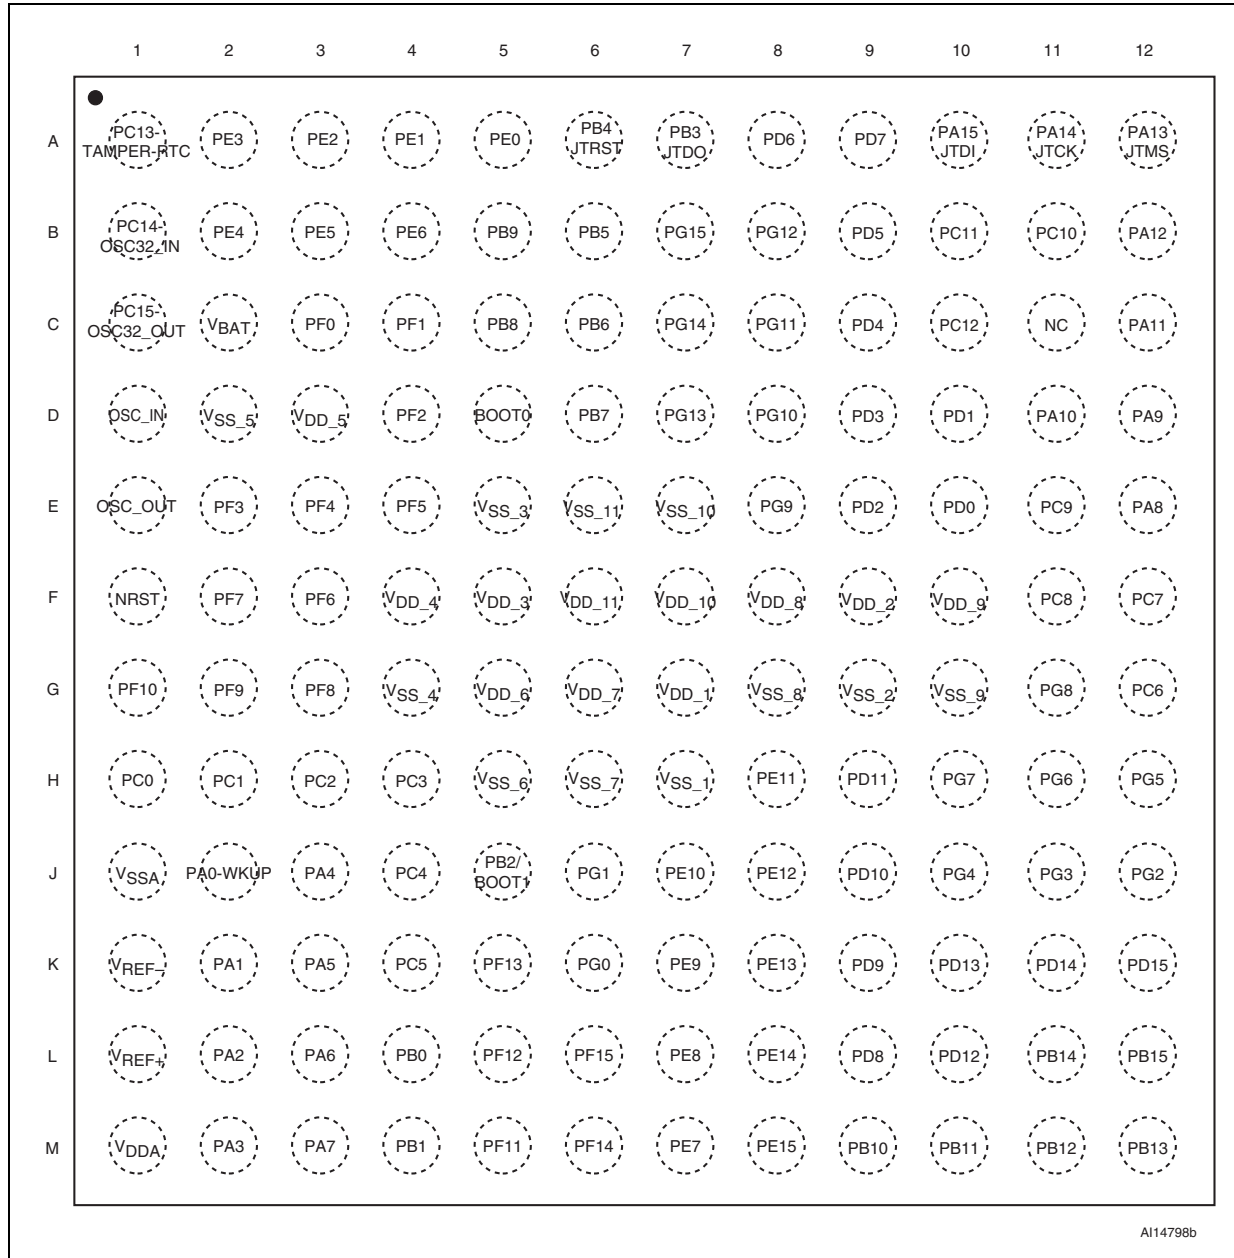 1 2 3 4 5 6 7 8 9 10 11 12
A PC13-TAMPER-RTC PE3 PE2 PE1 PE0 PB4 JTRST PB3 JTDO PD6 PD7 PA15 JTDI PA14 JTCK PA13 JTMS
B PC14-OSC32_IN PE4 PE5 PE6 PB9 PB5 PG15 PG12 PD5 PC11 PC10 PA12
C PC15-OSC32_OUT VBAT PF0 PF1 PB8 PB6 PG14 PG11 PD4 PC12 NC PA11
D OSC_IN VSS_5 VDD_5 PF2 BOOT0 PB7 PG13 PG10 PD3 PD1 PA10 PA9
E OSC_OUT PF3 PF4 PF5 VSS_3 VSS_11 VSS_10 PG9 PD2 PD0 PC9 PA8
F NRST PF7 PF6 VDD_4 VDD_3 VDD_11 VDD_10 VDD_8 VDD_2 VDD_9 PC8 PC7
G PF10 PF9 PF8 VSS_4 VDD_6 VDD_7 VDD_1 VSS_8 VSS_2 VSS_9 PG8 PC6
H PC0 PC1 PC2 PC3 VSS_6 VSS_7 VSS_1 PE11 PD11 PG7 PG6 PG5
J VSSA PA0-WKUP PA4 PC4 PB2/BOOT1 PG1 PE10 PE12 PD10 PG4 PG3 PG2
K VREF– PA1 PA5 PC5 PF13 PG0 PE9 PE13 PD9 PD13 PD14 PD15
L VREF+ PA2 PA6 PB0 PF12 PF15 PE8 PE14 PD8 PD12 PB14 PB15
M VDDA PA3 PA7 PB1 PF11 PF14 PE7 PE15 PB10 PB11 PB12 PB13
AI14798b